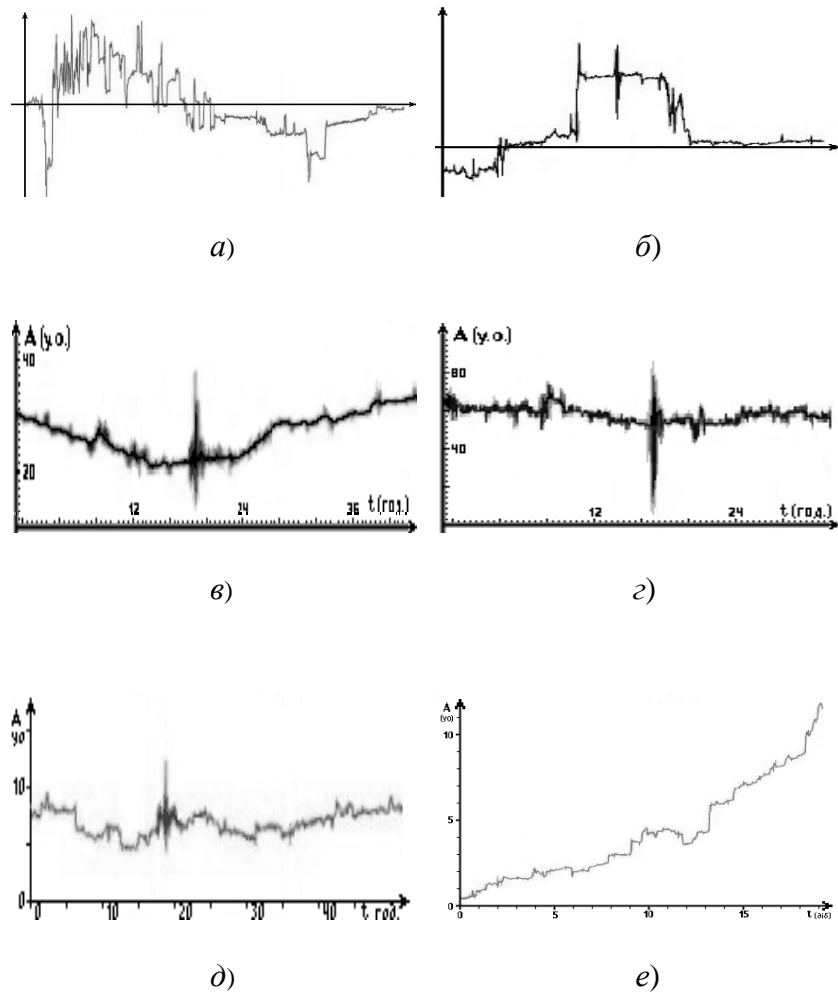 а) б)
A (у.о.)
40
20
12 24 36 t (год.)
в)
A (у.о.)
80
40
12 24 t (год.)
г)
A
уо
10
5
0
0 10 20 30 40 t год.
д)
A
(уо)
10
5
0
0 5 10 15 t (діб)
е)